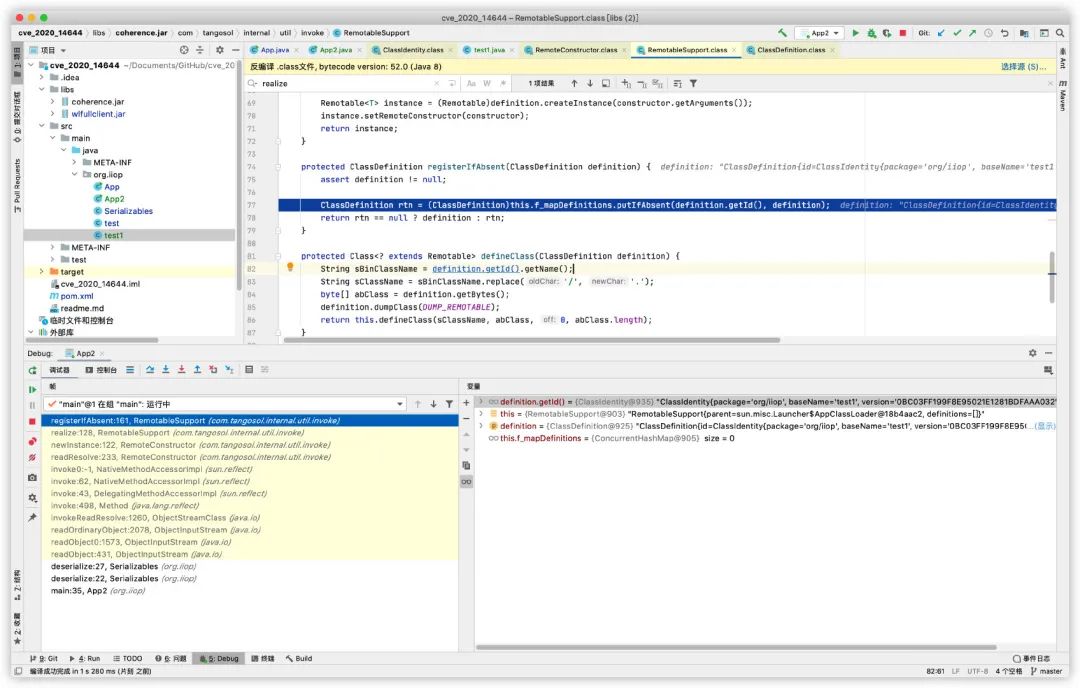 cve_2020_14644 – RemotableSupport.class [libs (2)]
cve_2020_14644 〉 libs 〉 coherence.jar 〉 com 〉 tangosol 〉 internal 〉 util 〉 invoke 〉 RemotableSupport
App2
Git:
项目
App.java
App2.java
ClassIdentity.class
test1.java
RemoteConstructor.class
RemotableSupport.class
ClassDefinition.class
反编译 .class文件, bytecode version: 52.0 (Java 8)
选择源 (5)...
realize
1 项结果
cve_2020_14644 ~/Documents/GitHub/cve_20
.idea
libs
coherence.jar
wlfullclient.jar
src
main
java
META-INF
org.iiop
App
App2
Serializables
test
test1
META-INF
test
target
cve_2020_14644.iml
pom.xml
readme.md
临时文件和控制台
外部库
69 Remotable<T> instance = (Remotable)definition.createInstance(constructor.getArguments());
70 instance.setRemoteConstructor(constructor);
71 return instance;
72 }
73
74 protected ClassDefinition registerIfAbsent(ClassDefinition definition) { definition: "ClassDefinition{id=ClassIdentity{package='org/iiop', baseName='test1
75 assert definition != null;
76
77 ClassDefinition rtn = (ClassDefinition)this.f_mapDefinitions.putIfAbsent(definition.getId(), definition); definition: "ClassDefinition{id=ClassIdentity
78 return rtn == null ? definition : rtn;
79 }
80
81 protected Class<? extends Remotable> defineClass(ClassDefinition definition) {
82 String sBinClassName = definition.getId().getName();
83 String sClassName = sBinClassName.replace( oldChar: '/', newChar: '.');
84 byte[] abClass = definition.getBytes();
85 definition.dumpClass(DUMP_REMOTABLE);
86 return this.defineClass(sClassName, abClass, off: 0, abClass.length);
87 }
Ant
Maven
Pull Requests
Debug: App2
调试器
控制台
帧
变量
"main"@1 在组 "main": 运行中
registerIfAbsent:161, RemotableSupport (com.tangosol.internal.util.invoke)
realize:128, RemotableSupport (com.tangosol.internal.util.invoke)
newInstance:122, RemoteConstructor (com.tangosol.internal.util.invoke)
readResolve:233, RemoteConstructor (com.tangosol.internal.util.invoke)
invoke0:-1, NativeMethodAccessorImpl (sun.reflect)
invoke:62, NativeMethodAccessorImpl (sun.reflect)
invoke:43, DelegatingMethodAccessorImpl (sun.reflect)
invoke:498, Method (java.lang.reflect)
invokeReadResolve:1260, ObjectStreamClass (java.io)
readOrdinaryObject:2078, ObjectInputStream (java.io)
readObject0:1573, ObjectInputStream (java.io)
readObject:431, ObjectInputStream (java.io)
deserialize:27, Serializables (org.iiop)
deserialize:22, Serializables (org.iiop)
main:35, App2 (org.iiop)
definition.getId() = {ClassIdentity@935} "ClassIdentity{package='org/iiop', baseName='test1', version='0BC03FF199F8E95021E1281BDFAAA032'
this = {RemotableSupport@903} "RemotableSupport{parent=sun.misc.Launcher$AppClassLoader@18b4aac2, definitions=[]}"
definition = {ClassDefinition@925} "ClassDefinition{id=ClassIdentity{package='org/iiop', baseName='test1', version='0BC03FF199F8E950... (显示)
this.f_mapDefinitions = {ConcurrentHashMap@905} size = 0
Z: 结构
2: 收藏
9: Git
4: Run
TODO
6: 问题
5: Debug
终端
Build
事件日志
编译成功完成 in 1 s 280 ms (片刻 之前)
82:61 LF UTF-8 4 个空格 master